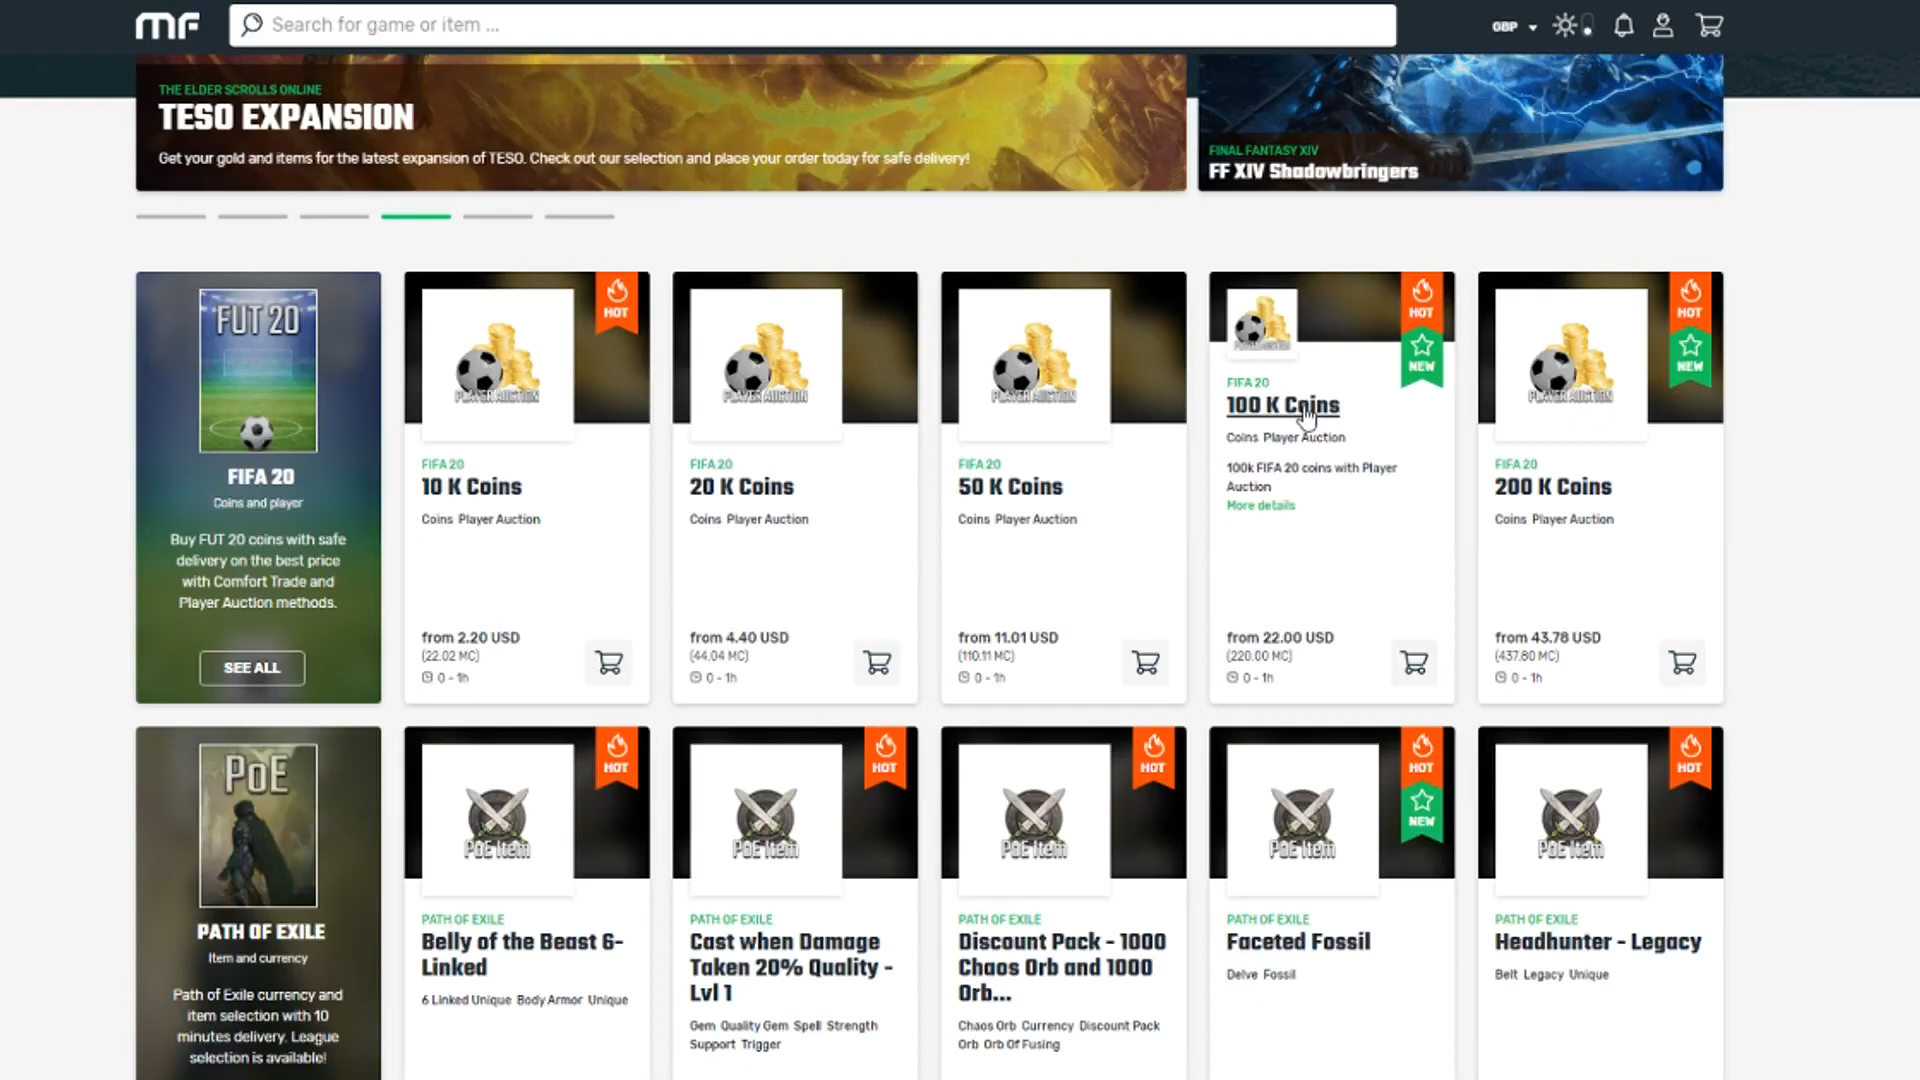 MF
Search for game or item ...
GBP
THE ELDER SCROLLS ONLINE
TESO EXPANSION
Get your gold and items for the latest expansion of TESO. Check out our selection and place your order today for safe delivery!
FINAL FANTASY XIV
FF XIV Shadowbringers
FUT 20
FIFA 20
Coins and player
Buy FUT 20 coins with safe
delivery on the best price
with Comfort Trade and
Player Auction methods.
SEE ALL
HOT
PLAYER AUCTION
FIFA 20
10 K Coins
Coins Player Auction
from 2.20 USD
(22.02 MC)
0 - 1h
PLAYER AUCTION
FIFA 20
20 K Coins
Coins Player Auction
from 4.40 USD
(44.04 MC)
0 - 1h
PLAYER AUCTION
FIFA 20
50 K Coins
Coins Player Auction
from 11.01 USD
(110.11 MC)
0 - 1h
HOT
NEW
PLAYER AUCTION
FIFA 20
100 K Coins
Coins Player Auction
100k FIFA 20 coins with Player
Auction
More details
from 22.00 USD
(220.00 MC)
0 - 1h
HOT
NEW
PLAYER AUCTION
FIFA 20
200 K Coins
Coins Player Auction
from 43.78 USD
(437.80 MC)
0 - 1h
PoE
PATH OF EXILE
Item and currency
Path of Exile currency and
item selection with 10
minutes delivery. League
selection is available!
HOT
POE Item
PATH OF EXILE
Belly of the Beast 6-
Linked
6 Linked Unique Body Armor Unique
HOT
POE Item
PATH OF EXILE
Cast when Damage
Taken 20% Quality -
Lvl 1
Gem Quality Gem Spell Strength
Support Trigger
HOT
POE Item
PATH OF EXILE
Discount Pack - 1000
Chaos Orb and 1000
Orb...
Chaos Orb Currency Discount Pack
Orb Orb Of Fusing
HOT
NEW
POE Item
PATH OF EXILE
Faceted Fossil
Delve Fossil
HOT
POE Item
PATH OF EXILE
Headhunter - Legacy
Belt Legacy Unique